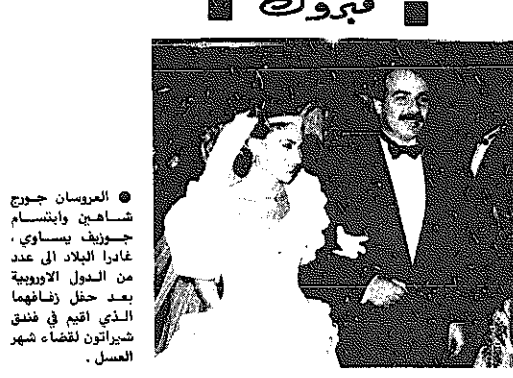 مبروك
● العروسان جورج
شاهين وابتسام
جوزيف يساوي ،
غادرا البلاد الى عدد
من الدول الاوروبية
بعد حفل زفافهما
الذي اقيم في فندق
شيراتون لقضاء شهر
العسل .